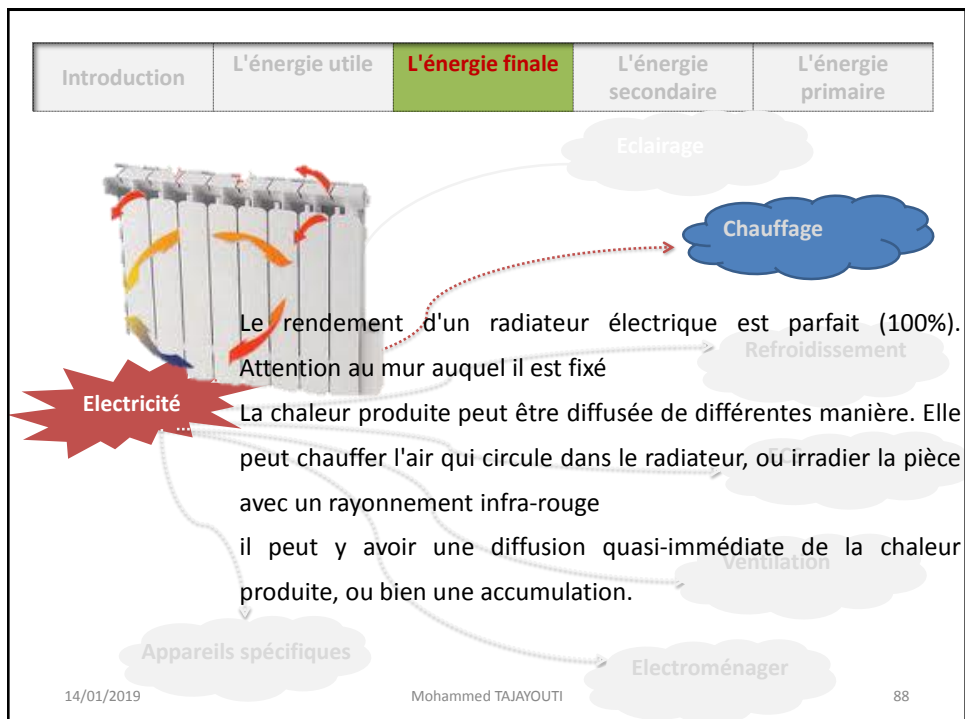 Introduction
L'énergie utile
L'énergie finale
L'énergie
secondaire
L'énergie
primaire
Eclairage
Chauffage
Le rendement d'un radiateur électrique est parfait (100%).
Refroidissement
Attention au mur auquel il est fixé
Electricité
La chaleur produite peut être diffusée de différentes manière. Elle
peut chauffer l'air qui circule dans le radiateur, ou irradier la pièce
avec un rayonnement infra-rouge
il peut y avoir une diffusion quasi-immédiate de la chaleur
Ventilation
produite, ou bien une accumulation.
Appareils spécifiques
Electroménager
14/01/2019
Mohammed TAJAYOUTI
88